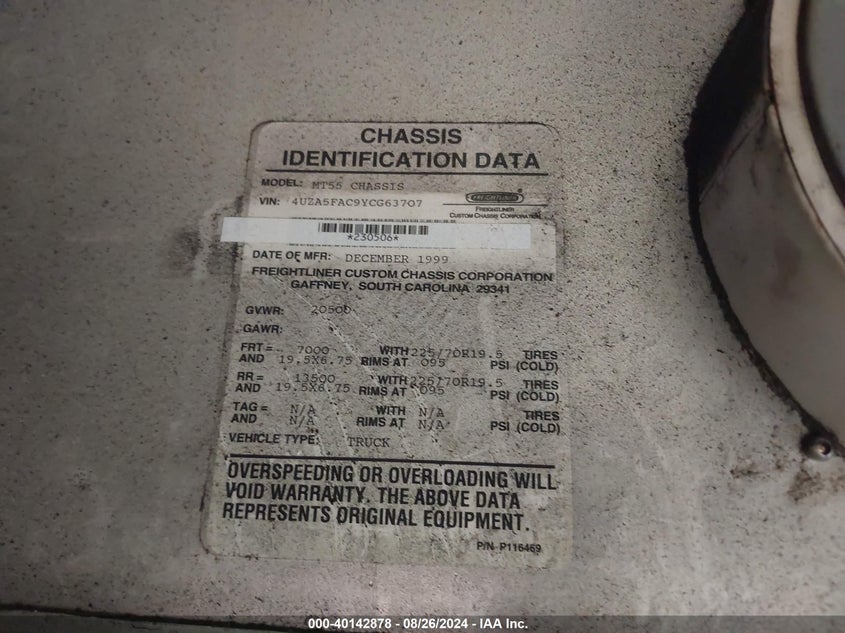 CHASSIS
IDENTIFICATION DATA
MODEL: MT55 CHASSIS
VIN: 4UZA5FAC9YCG63707
FREIGHTLINER
FREIGHTLINER
CUSTOM CHASSIS CORPORATION
*230506*
DATE OF MFR: DECEMBER 1999
FREIGHTLINER CUSTOM CHASSIS CORPORATION
GAFFNEY, SOUTH CAROLINA 29341
GVWR: 20500
GAWR:
FRT = 7000 WITH 225/70R19.5 TIRES
AND 19.5X6.75 RIMS AT 095 PSI (COLD)
RR = 13500 WITH 225/70R19.5 TIRES
AND 19.5X6.75 RIMS AT 095 PSI (COLD)
TAG = N/A WITH N/A TIRES
AND N/A RIMS AT N/A PSI (COLD)
VEHICLE TYPE: TRUCK
OVERSPEEDING OR OVERLOADING WILL
VOID WARRANTY. THE ABOVE DATA
REPRESENTS ORIGINAL EQUIPMENT.
P/N P116469
000-40142878 - 08/26/2024 - IAA Inc.